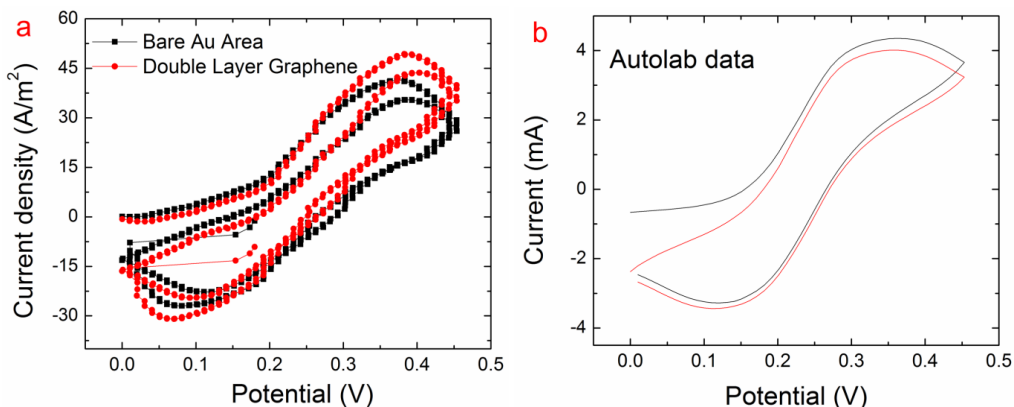 a
60
45
30
15
0
-15
-30
Current density (A/m²)
Bare Au Area
Double Layer Graphene
0.0 0.1 0.2 0.3 0.4 0.5
Potential (V)
b
Autolab data
4
2
0
-2
-4
Current (mA)
0.0 0.1 0.2 0.3 0.4 0.5
Potential (V)